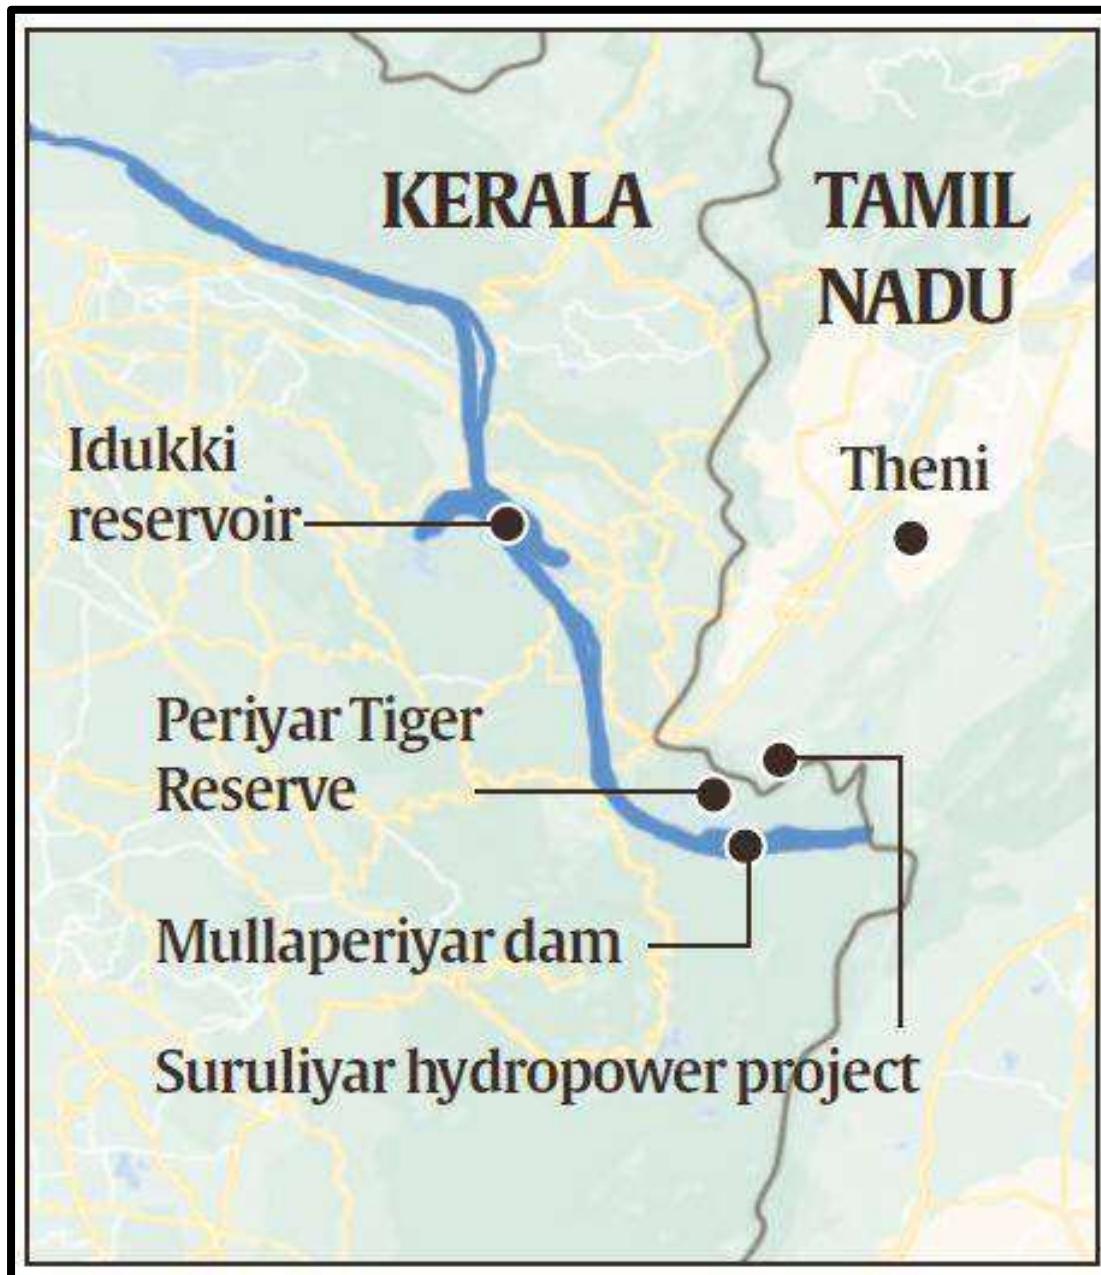 KERALA
TAMIL
NADU
Idukki
reservoir
Theni
Periyar Tiger
Reserve
Mullaperiyar dam
Suruliyar hydropower project